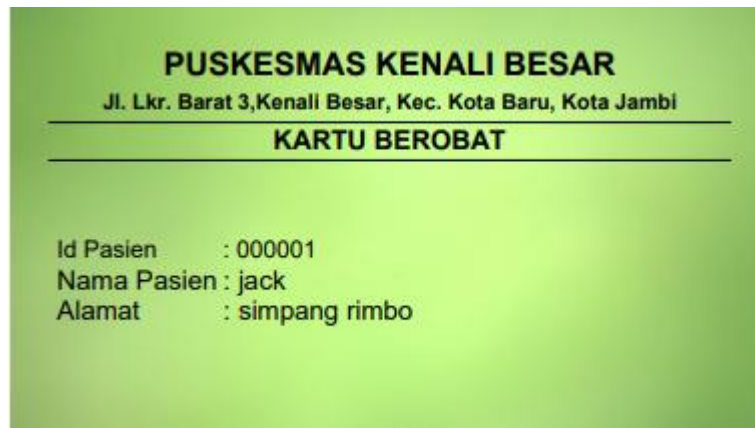 PUSKESMAS KENALI BESAR
Jl. Lkr. Barat 3,Kenali Besar, Kec. Kota Baru, Kota Jambi
KARTU BEROBAT
Id Pasien : 000001
Nama Pasien : jack
Alamat : simpang rimbo